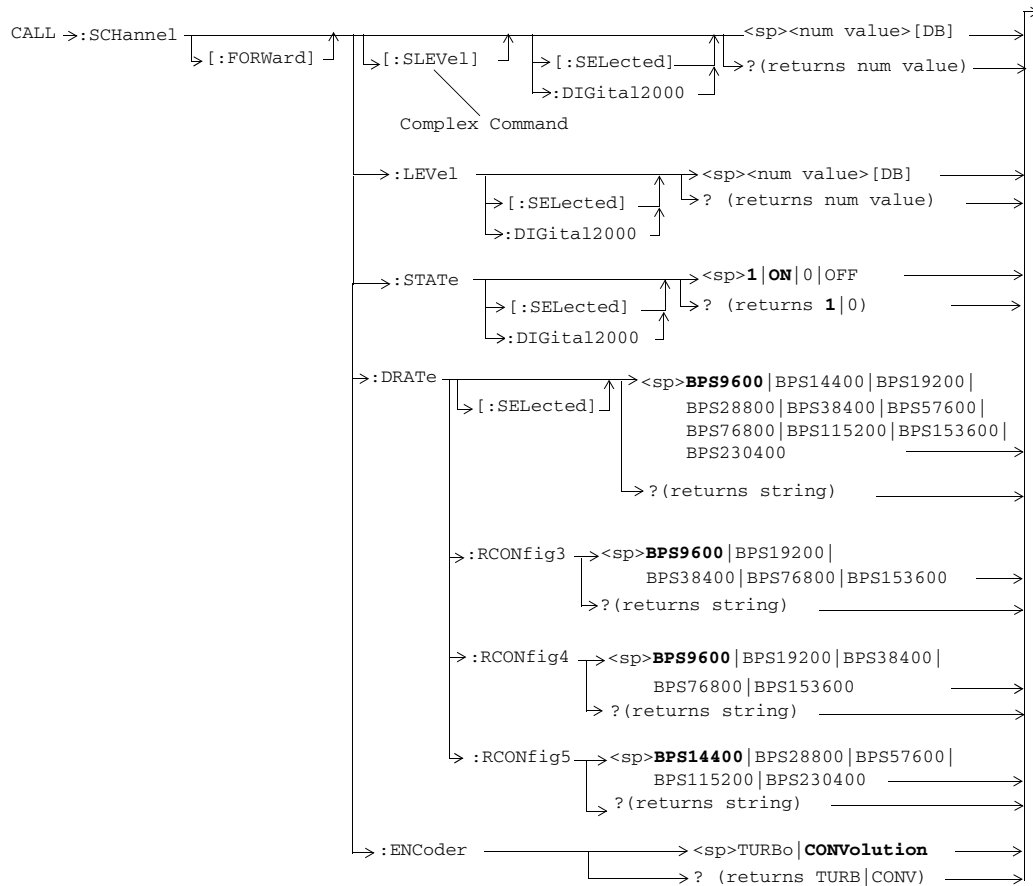 CALL :SCHannel <sp><num value>[DB]
[:FORWard] [:SLEVel] [:SELected] ?(returns num value)
:DIGital2000
Complex Command
:LEVel <sp><num value>[DB]
[:SELected] ? (returns num value)
:DIGital2000
:STATe <sp>1|ON|0|OFF
[:SELected] ? (returns 1|0)
:DIGital2000
:DRATe <sp>BPS9600|BPS14400|BPS19200|
[:SELected] BPS28800|BPS38400|BPS57600|
BPS76800|BPS115200|BPS153600|
BPS230400
?(returns string)
:RCONfig3 <sp>BPS9600|BPS19200|
BPS38400|BPS76800|BPS153600
?(returns string)
:RCONfig4 <sp>BPS9600|BPS19200|BPS38400|
BPS76800|BPS153600
?(returns string)
:RCONfig5 <sp>BPS14400|BPS28800|BPS57600|
BPS115200|BPS230400
?(returns string)
:ENCoder <sp>TURBo|CONVolution
? (returns TURB|CONV)